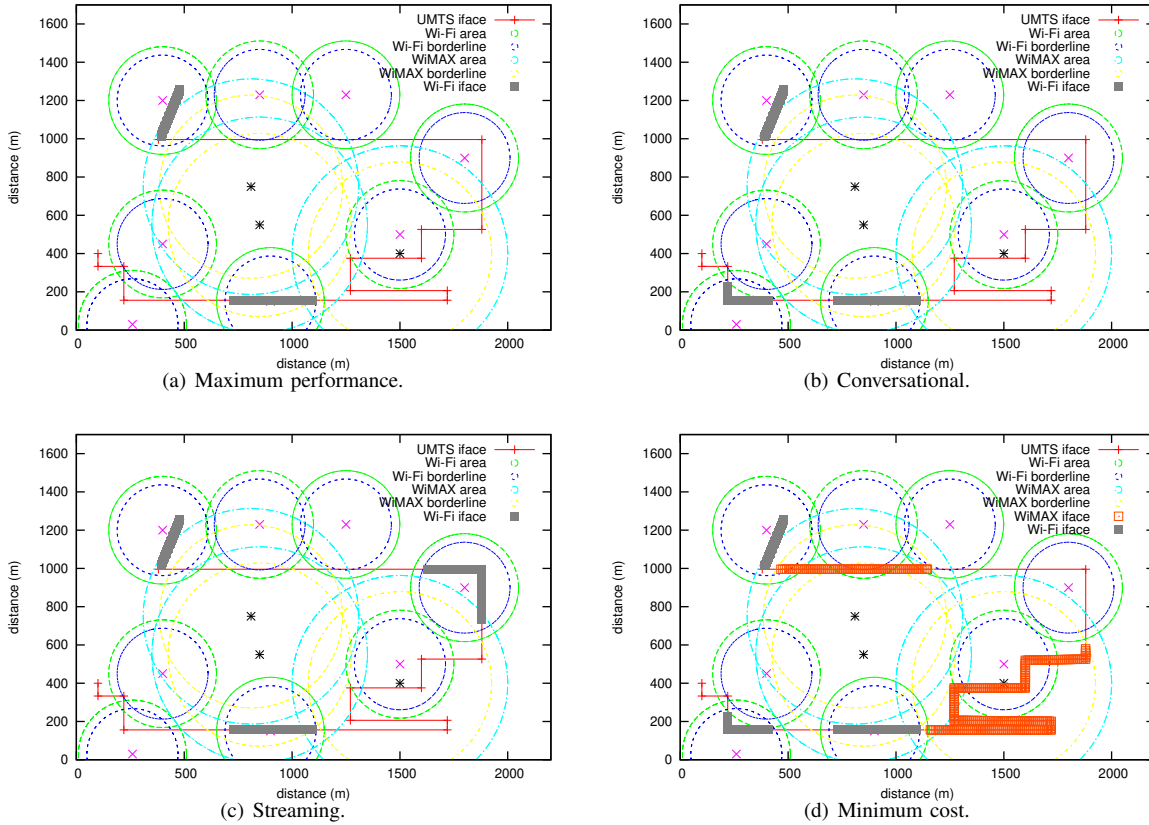 1600
1400
1200
1000
800
600
400
200
0
distance (m)
UMTS iface
Wi-Fi area
Wi-Fi borderline
WiMAX area
WiMAX borderline
Wi-Fi iface
0 500 1000 1500 2000
distance (m)
(a) Maximum performance.
1600
1400
1200
1000
800
600
400
200
0
distance (m)
UMTS iface
Wi-Fi area
Wi-Fi borderline
WiMAX area
WiMAX borderline
Wi-Fi iface
0 500 1000 1500 2000
distance (m)
(b) Conversational.
1600
1400
1200
1000
800
600
400
200
0
distance (m)
UMTS iface
Wi-Fi area
Wi-Fi borderline
WiMAX area
WiMAX borderline
Wi-Fi iface
0 500 1000 1500 2000
distance (m)
(c) Streaming.
1600
1400
1200
1000
800
600
400
200
0
distance (m)
UMTS iface
Wi-Fi area
Wi-Fi borderline
WiMAX area
WiMAX borderline
WiMAX iface
Wi-Fi iface
0 500 1000 1500 2000
distance (m)
(d) Minimum cost.